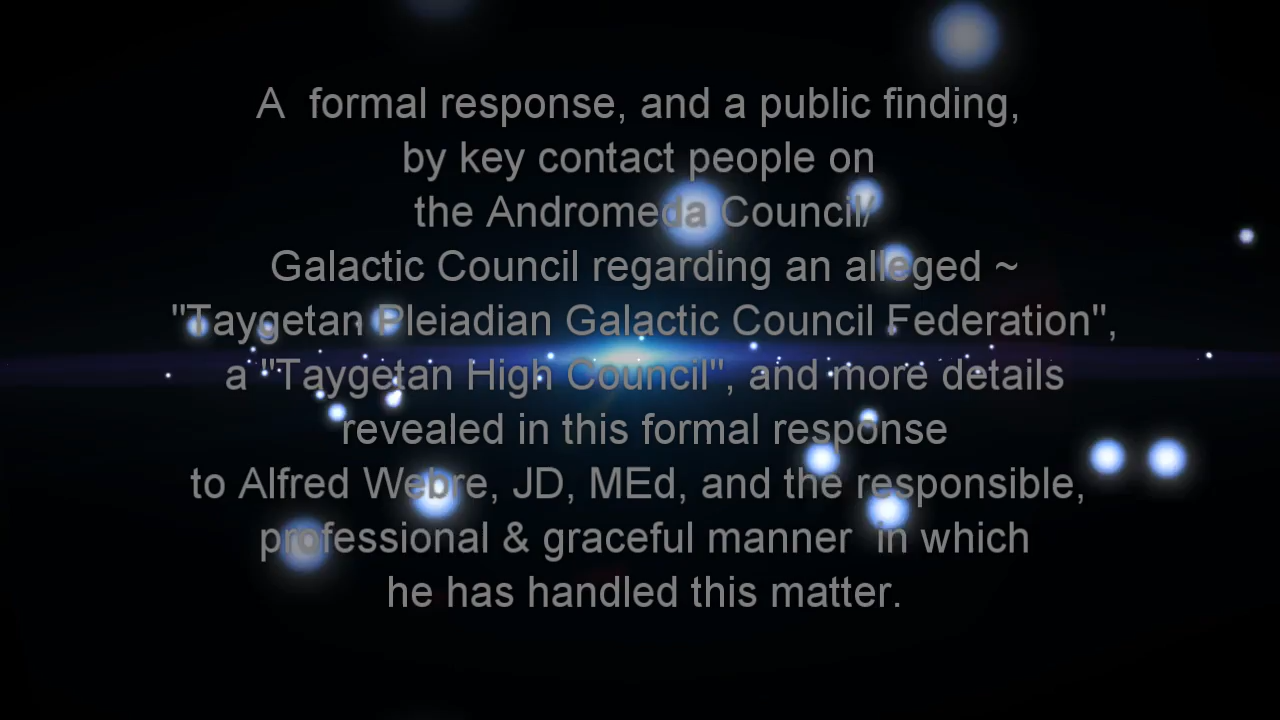 A  formal response, and a public finding,
by key contact people on
the Andromeda Council/
Galactic Council regarding an alleged ~
"Taygetan Pleiadian Galactic Council Federation",
a "Taygetan High Council", and more details
revealed in this formal response
to Alfred Webre, JD, MEd, and the responsible,
professional & graceful manner  in which
he has handled this matter.